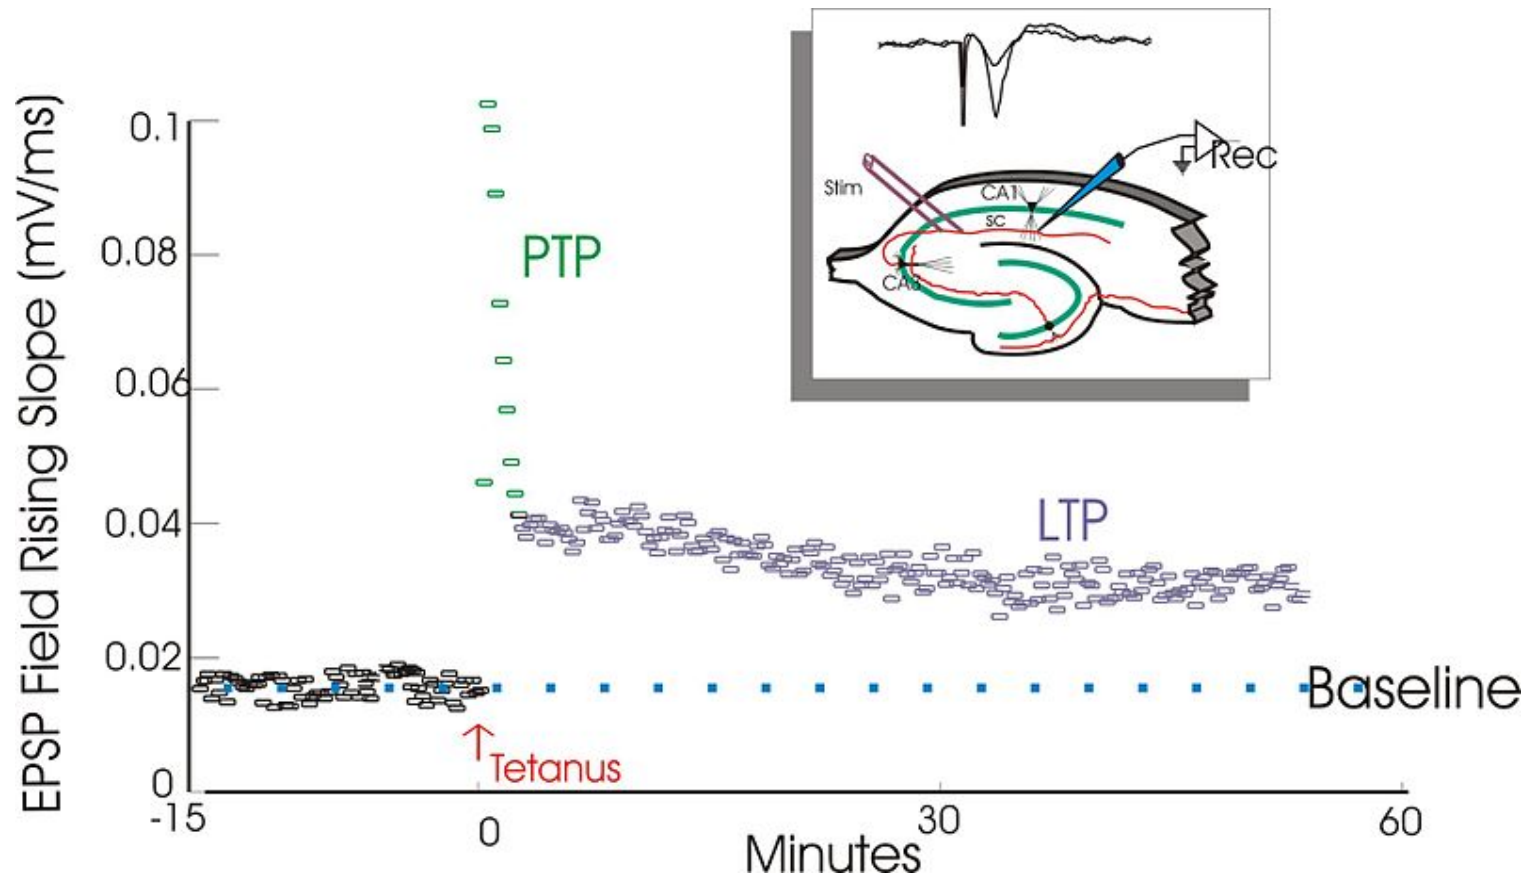 EPSP Field Rising Slope (mV/ms)
0.1
0.08
0.06
0.04
0.02
0
PTP
LTP
Baseline
Tetanus
-15
0
30
60
Minutes
Rec
Stim
CA1
SC
CA3